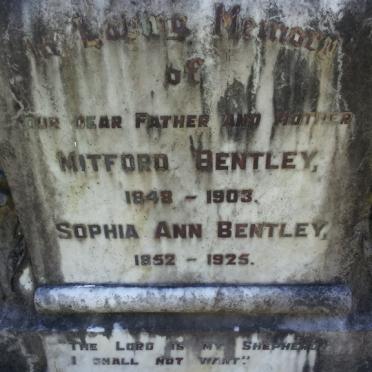 In Loving Memory
of
Our Dear Father and Mother
Mitford Bentley,
1848 - 1903.
Sophia Ann Bentley,
1852 - 1925.
"The Lord is my Shepherd
I shall not want".